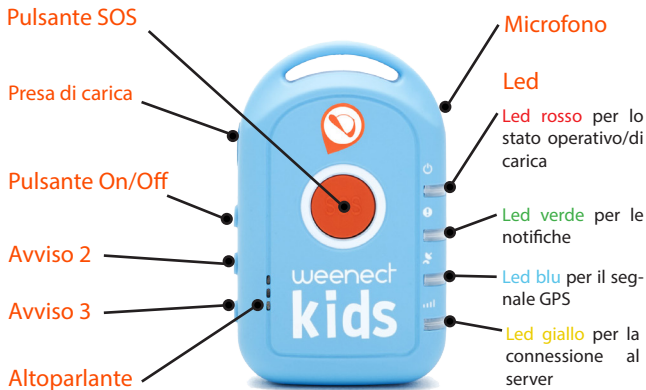 Pulsante SOS
Presa di carica
Pulsante On/Off
Avviso 2
Avviso 3
Altoparlante
SOS
weenect
kids
Microfono
Led
Led rosso per lo
stato operativo/di
carica
Led verde per le
notifiche
Led blu per il seg-
nale GPS
Led giallo per la
connessione al
server